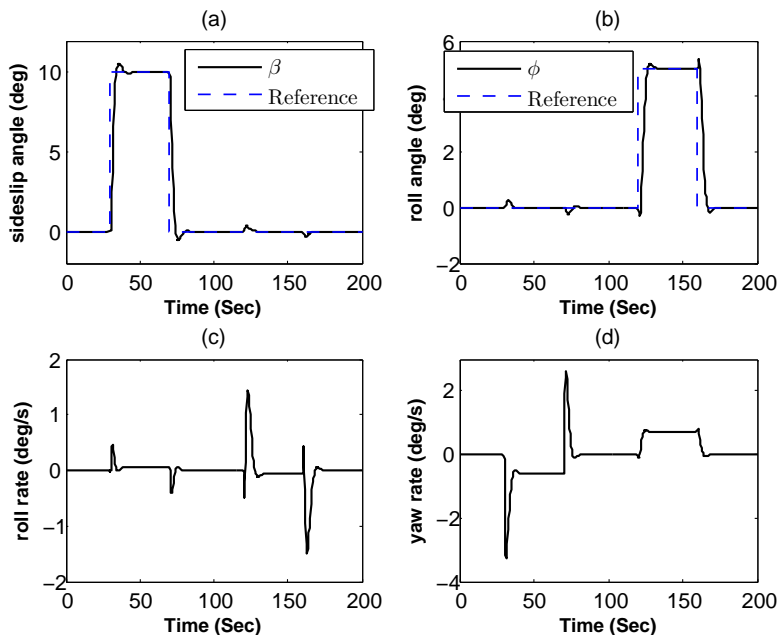 (a)
sideslip angle (deg)
10
5
0
β
Reference
0
50
100
150
200
Time (Sec)
(b)
roll angle (deg)
6
4
2
0
−2
ϕ
Reference
0
50
100
150
200
Time (Sec)
(c)
roll rate (deg/s)
2
1
0
−1
−2
0
50
100
150
200
Time (Sec)
(d)
yaw rate (deg/s)
2
0
−2
−4
0
50
100
150
200
Time (Sec)